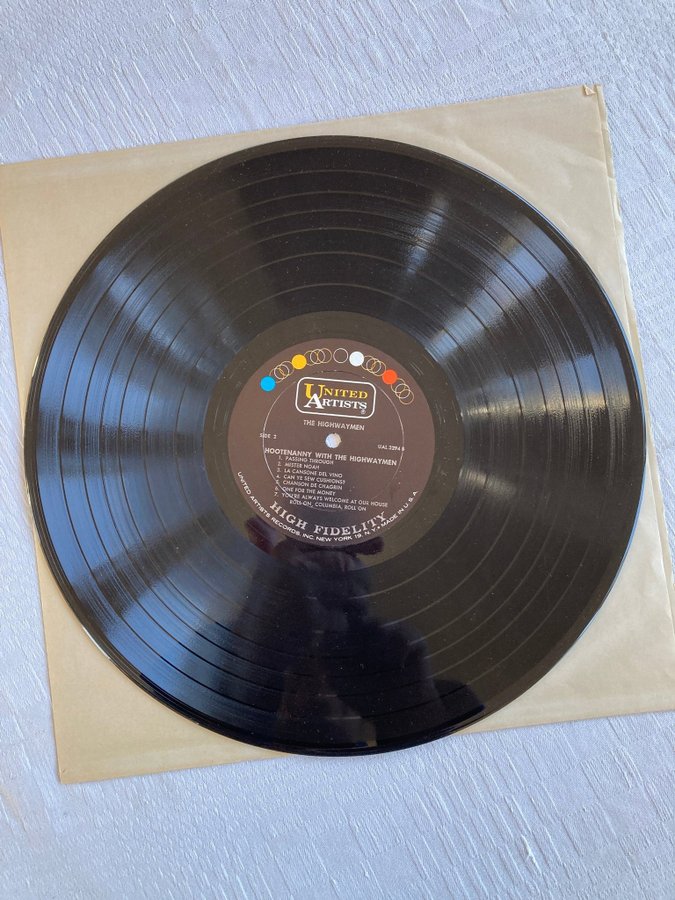 UNITED
ARTISTS
®
THE HIGHWAYMEN
SIDE 2
UAL 3294 B
HOOTENANNY WITH THE HIGHWAYMEN
1. PASSING THROUGH
2. MISTER NOAH
3. LA CANSONE DEL VINO
4. CAN YE SEW CUSHIONS?
5. CHANSON DE CHAGRIN
6. ONE FOR THE MONEY
7. YOU'RE ALWAYS WELCOME AT OUR HOUSE
ROLL ON, COLUMBIA, ROLL ON
HIGH FIDELITY
UNITED ARTISTS RECORDS, INC. NEW YORK 19, N.Y. • MADE IN U.S.A.